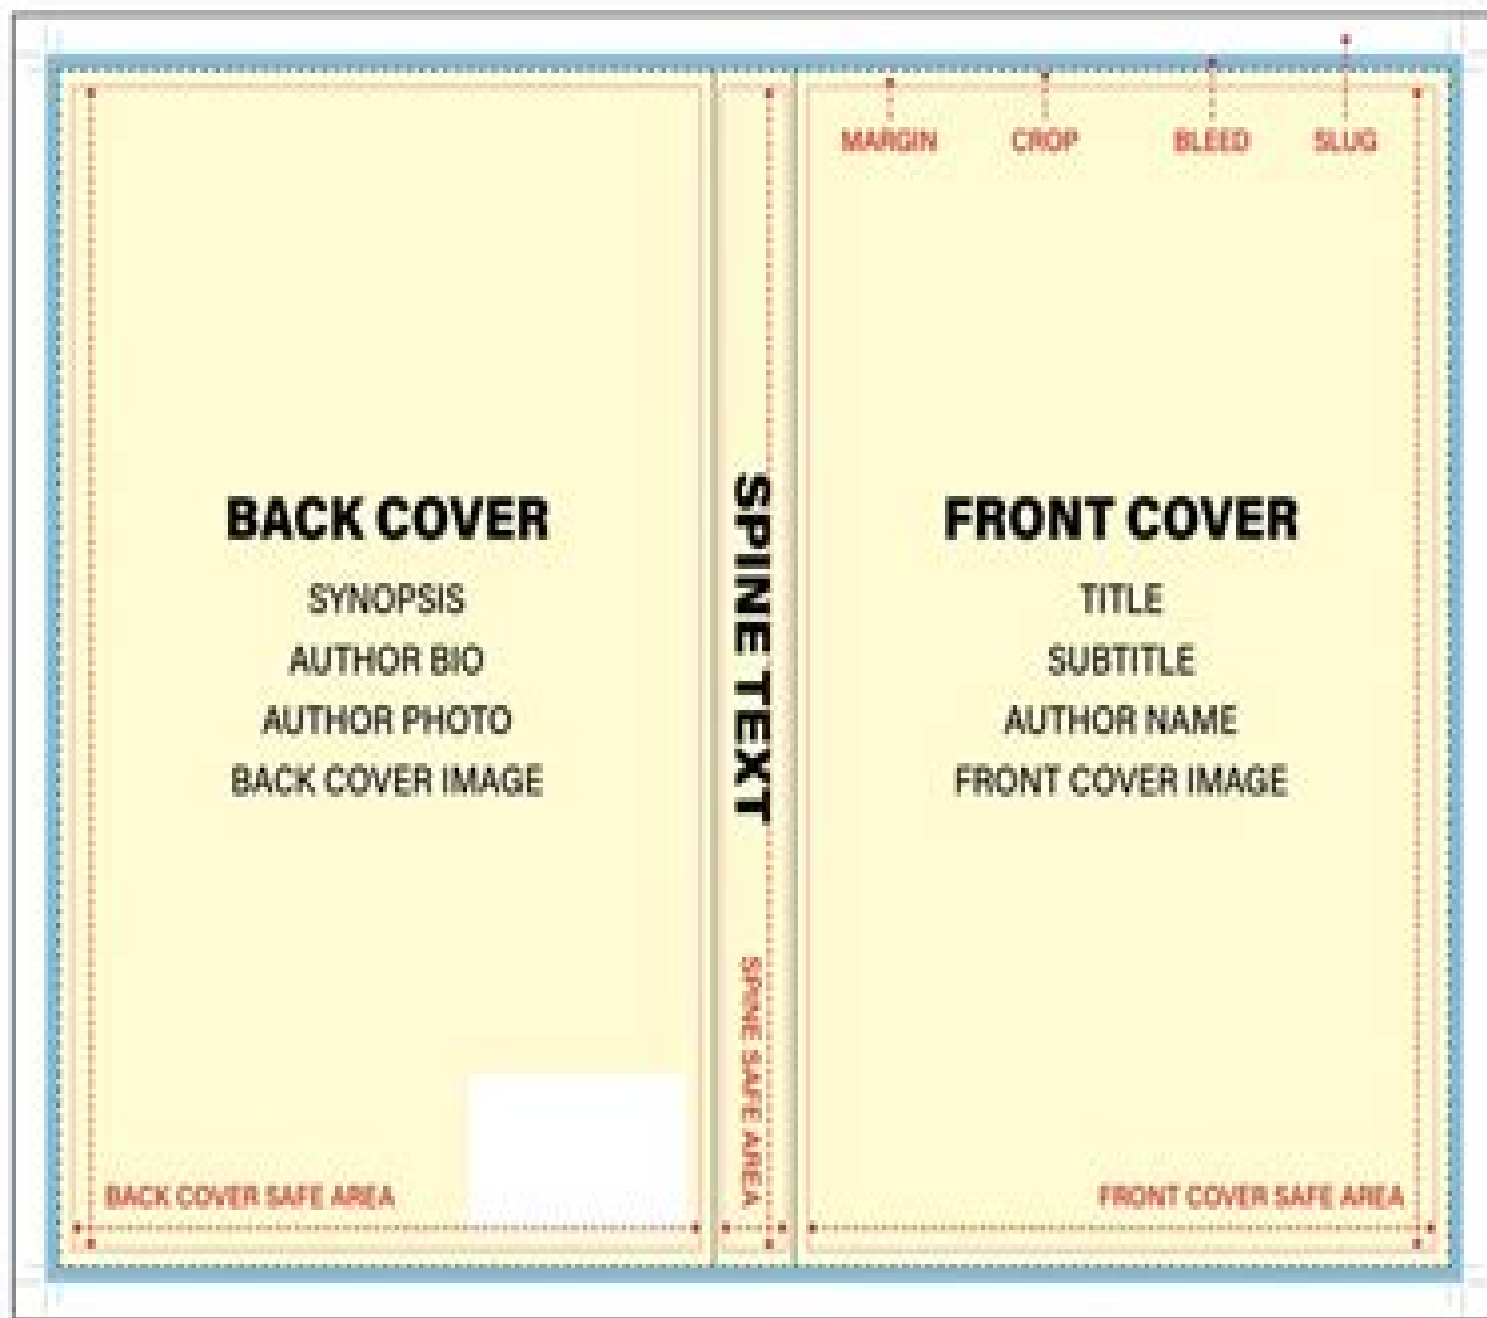 MARGIN CROP BLEED SLUG
BACK COVER
SYNOPSIS
AUTHOR BIO
AUTHOR PHOTO
BACK COVER IMAGE
BACK COVER SAFE AREA
SPINE TEXT
SPINE SAFE AREA
FRONT COVER
TITLE
SUBTITLE
AUTHOR NAME
FRONT COVER IMAGE
FRONT COVER SAFE AREA